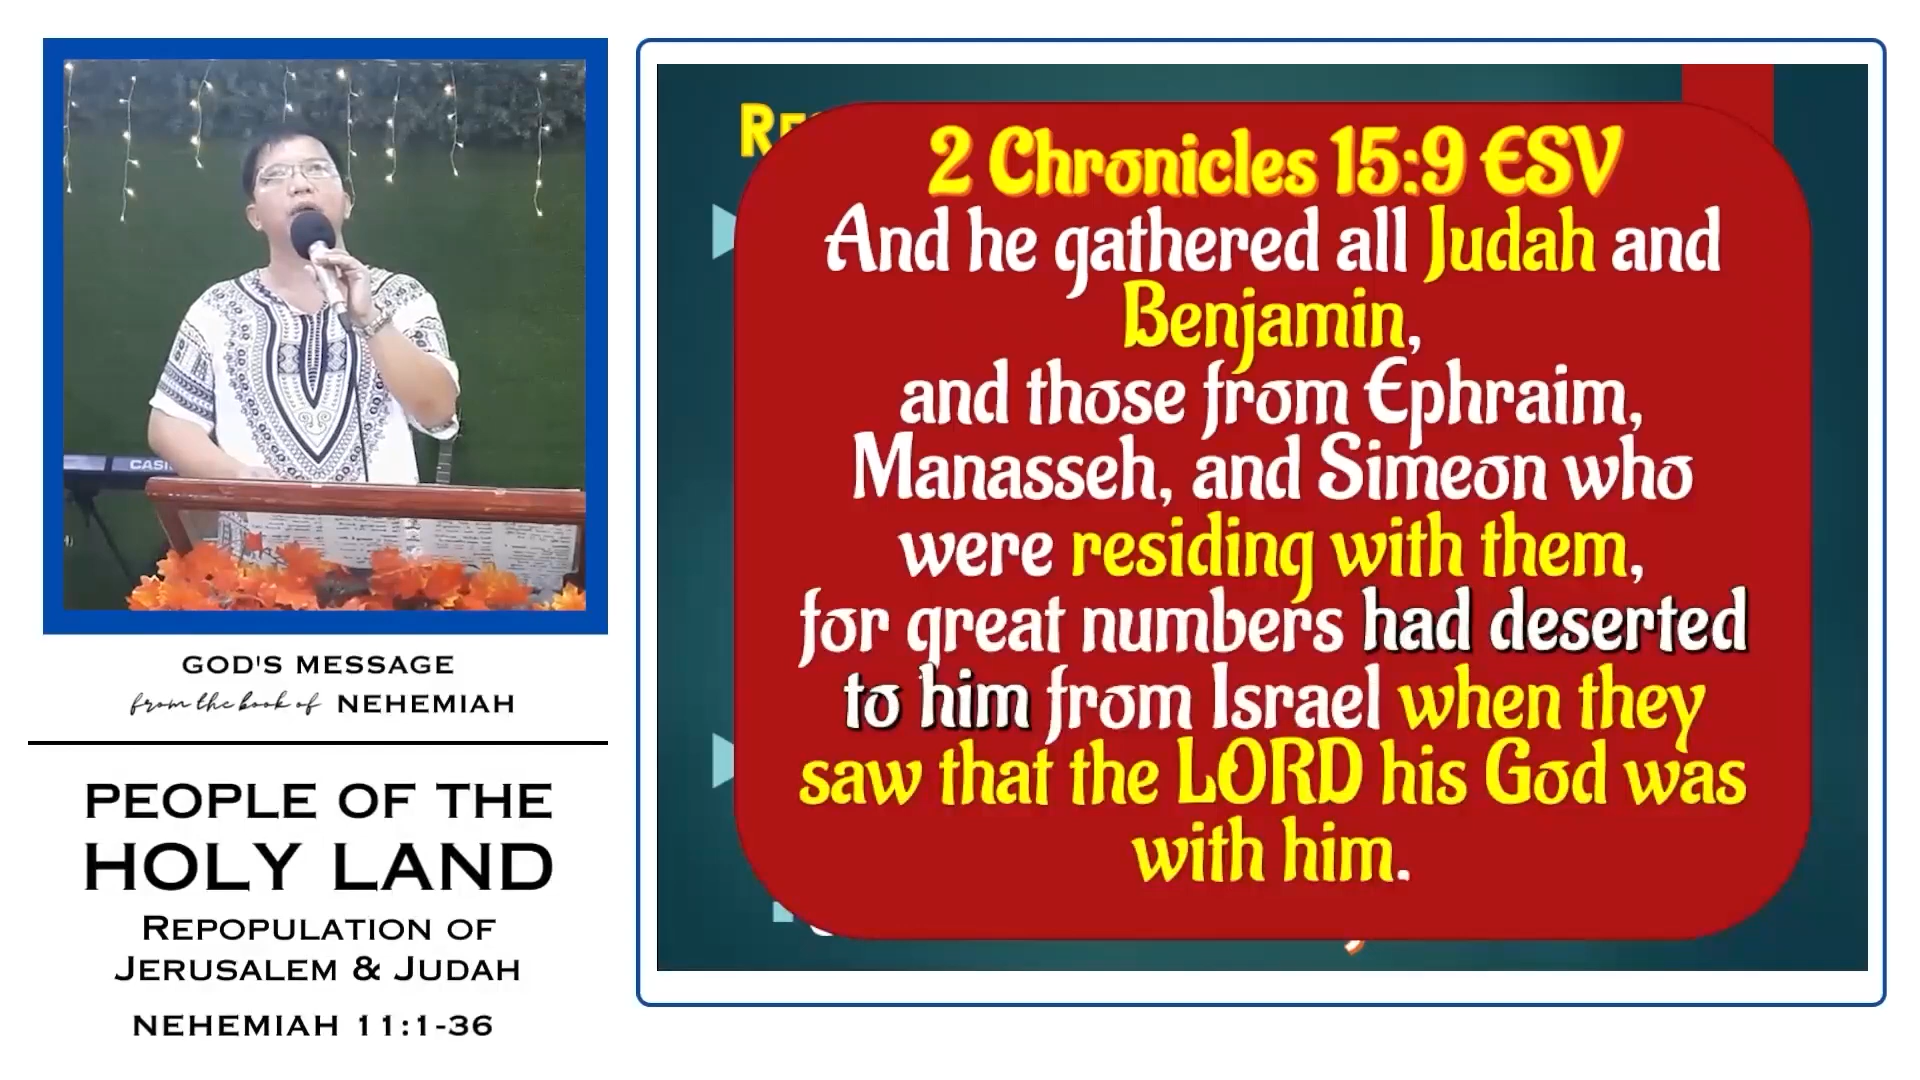 CASI
GOD'S MESSAGE
from the book of NEHEMIAH
PEOPLE OF THE
HOLY LAND
REPOPULATION OF
JERUSALEM & JUDAH
NEHEMIAH 11:1-36
2 Chronicles 15:9 ESV
And he gathered all Judah and
Benjamin,
and those from Ephraim,
Manasseh, and Simeon who
were residing with them,
for great numbers had deserted
to him from Israel when they
saw that the LORD his God was
with him.